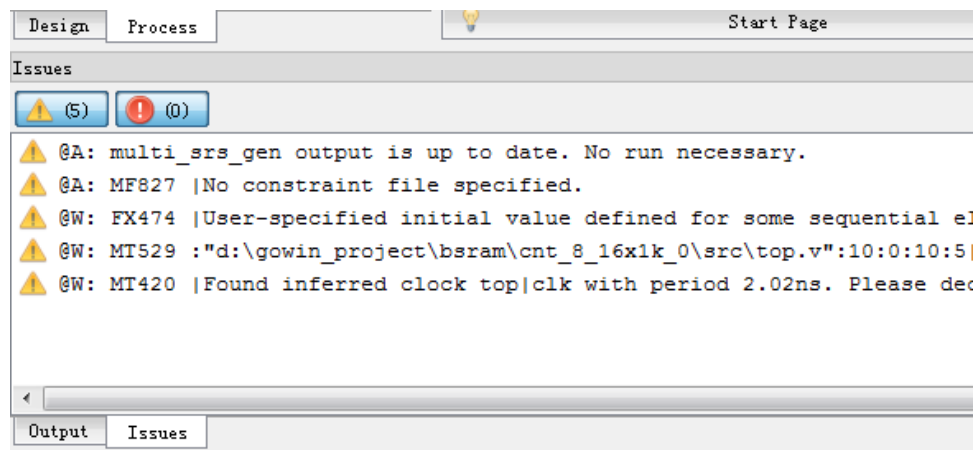 Design Process Start Page
Issues
(5) (0)
@A: multi_srs_gen output is up to date. No run necessary.
@A: MF827 |No constraint file specified.
@W: FX474 |User-specified initial value defined for some sequential el
@W: MT529 :"d:\gowin_project\bsram\cnt_8_16x1k_0\src\top.v":10:0:10:5|
@W: MT420 |Found inferred clock top|clk with period 2.02ns. Please dec
Output Issues